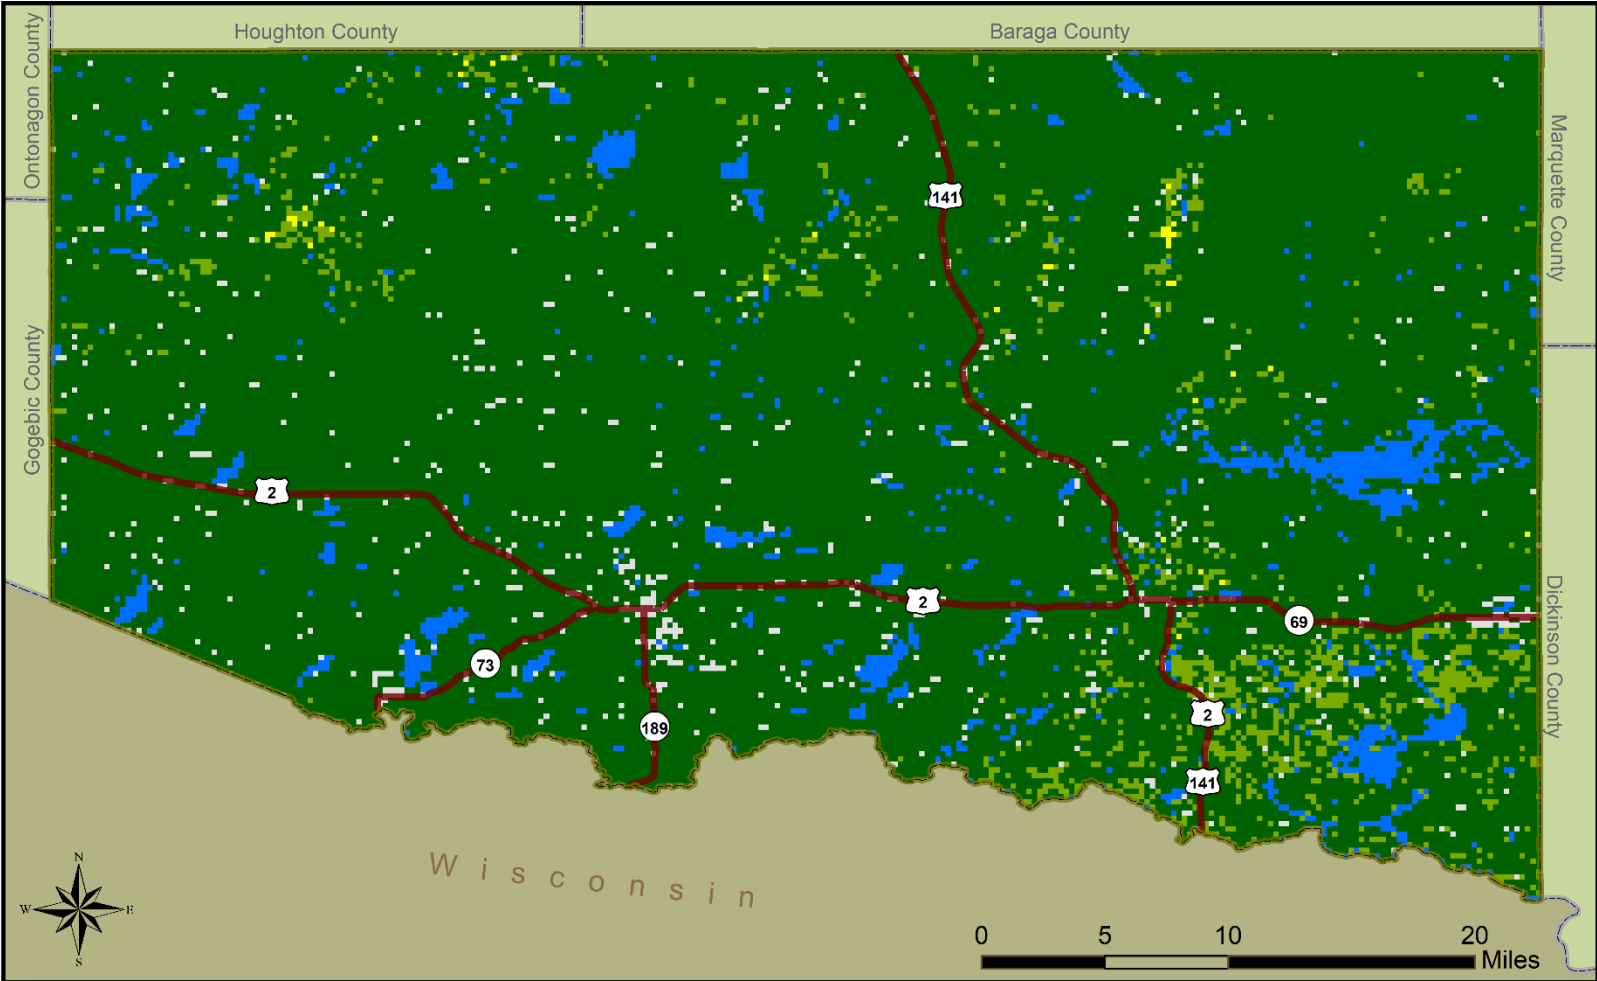 Houghton County
Baraga County
Ontonagon County
Marquette County
141
Gogebic County
2
2
69
Dickinson County
73
2
189
141
Wisconsin
N
W E
S
0 5 10 20
Miles